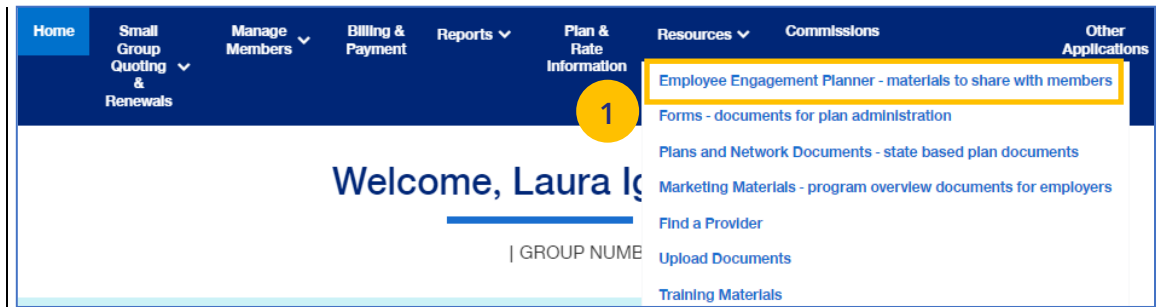 Home
Small
Group
Quoting
&
Renewals
Manage
Members
Billing &
Payment
Reports
Plan &
Rate
Information
Resources
Commissions
Other
Applications
1
Employee Engagement Planner - materials to share with members
Forms - documents for plan administration
Plans and Network Documents - state based plan documents
Marketing Materials - program overview documents for employers
Find a Provider
Upload Documents
Training Materials
Welcome, Laura
| GROUP NUMB